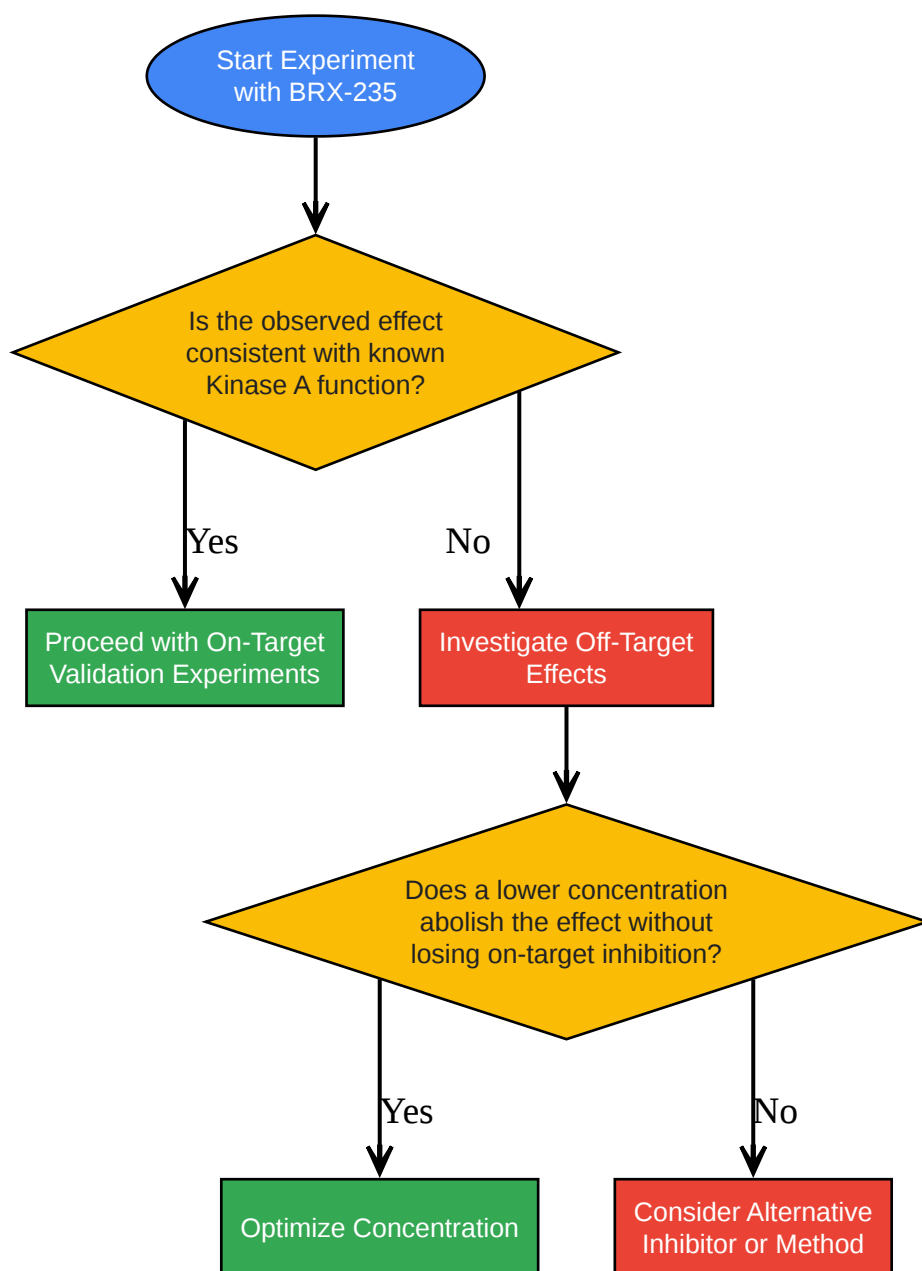 Start Experiment
with BRX-235
Is the observed effect
consistent with known
Kinase A function?
Yes
No
Proceed with On-Target
Validation Experiments
Investigate Off-Target
Effects
Does a lower concentration
abolish the effect without
losing on-target inhibition?
Yes
No
Optimize Concentration
Consider Alternative
Inhibitor or Method